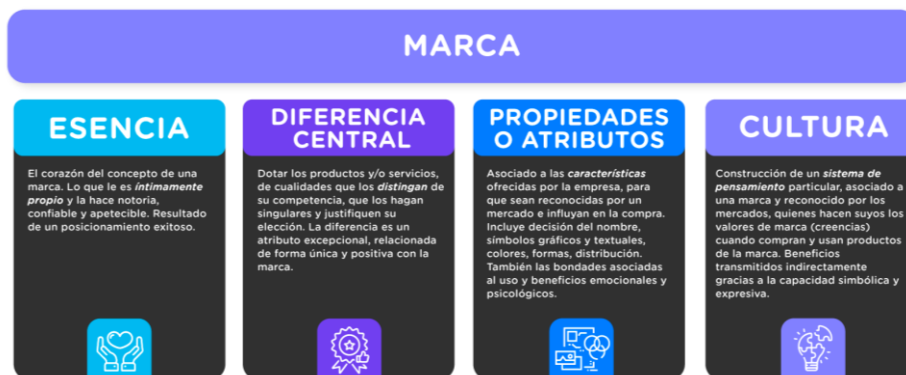 MARCA
ESENCIA
El corazón del concepto de una
marca. Lo que le es íntimamente
propio y la hace notoria,
confiable y apetecible. Resultado
de un posicionamiento exitoso.
DIFERENCIA
CENTRAL
Dotar los productos y/o servicios,
de cualidades que los distingan de
su competencia, que los hagan
singulares y justifiquen su
elección. La diferencia es un
atributo excepcional, relacionada
de forma única y positiva con la
marca.
PROPIEDADES
O ATRIBUTOS
Asociado a las características
ofrecidas por la empresa, para
que sean reconocidas por un
mercado e influyan en la compra.
Incluye decisión del nombre,
símbolos gráficos y textuales,
colores, formas, distribución.
También las bondades asociadas
al uso y beneficios emocionales y
psicológicos.
CULTURA
Construcción de un sistema de
pensamiento particular, asociado a
una marca y reconocido por los
mercados, quienes hacen suyos los
valores de marca (creencias)
cuando compran y usan productos
de la marca. Beneficios
transmitidos indirectamente
gracias a la capacidad simbólica y
expresiva.